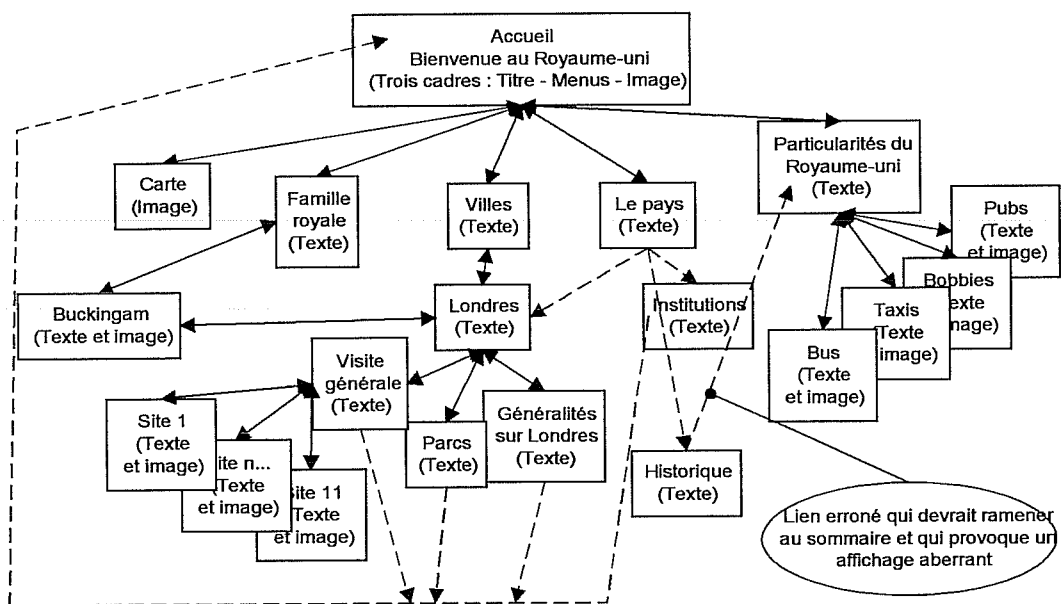 Accueil
Bienvenue au Royaume-uni
(Trois cadres : Titre - Menus - Image)
Particularités du
Royaume-uni
(Texte)
Carte
(Image)
Famille
royale
(Texte)
Villes
(Texte)
Le pays
(Texte)
Pubs
(Texte
et image)
Bobbies
(Texte
image)
Taxis
(Texte
image)
Bus
(Texte
et image)
Buckingam
(Texte et image)
Londres
(Texte)
Institutions
(Texte)
Visite
générale
(Texte)
Généralités
sur Londres
(Texte)
Parcs
(Texte)
Site 1
(Texte
et image)
ite n...
(Texte
et image)
Site 11
(Texte
et image)
Historique
(Texte)
Lien erroné qui devrait ramener
au sommaire et qui provoque un
affichage aberrant